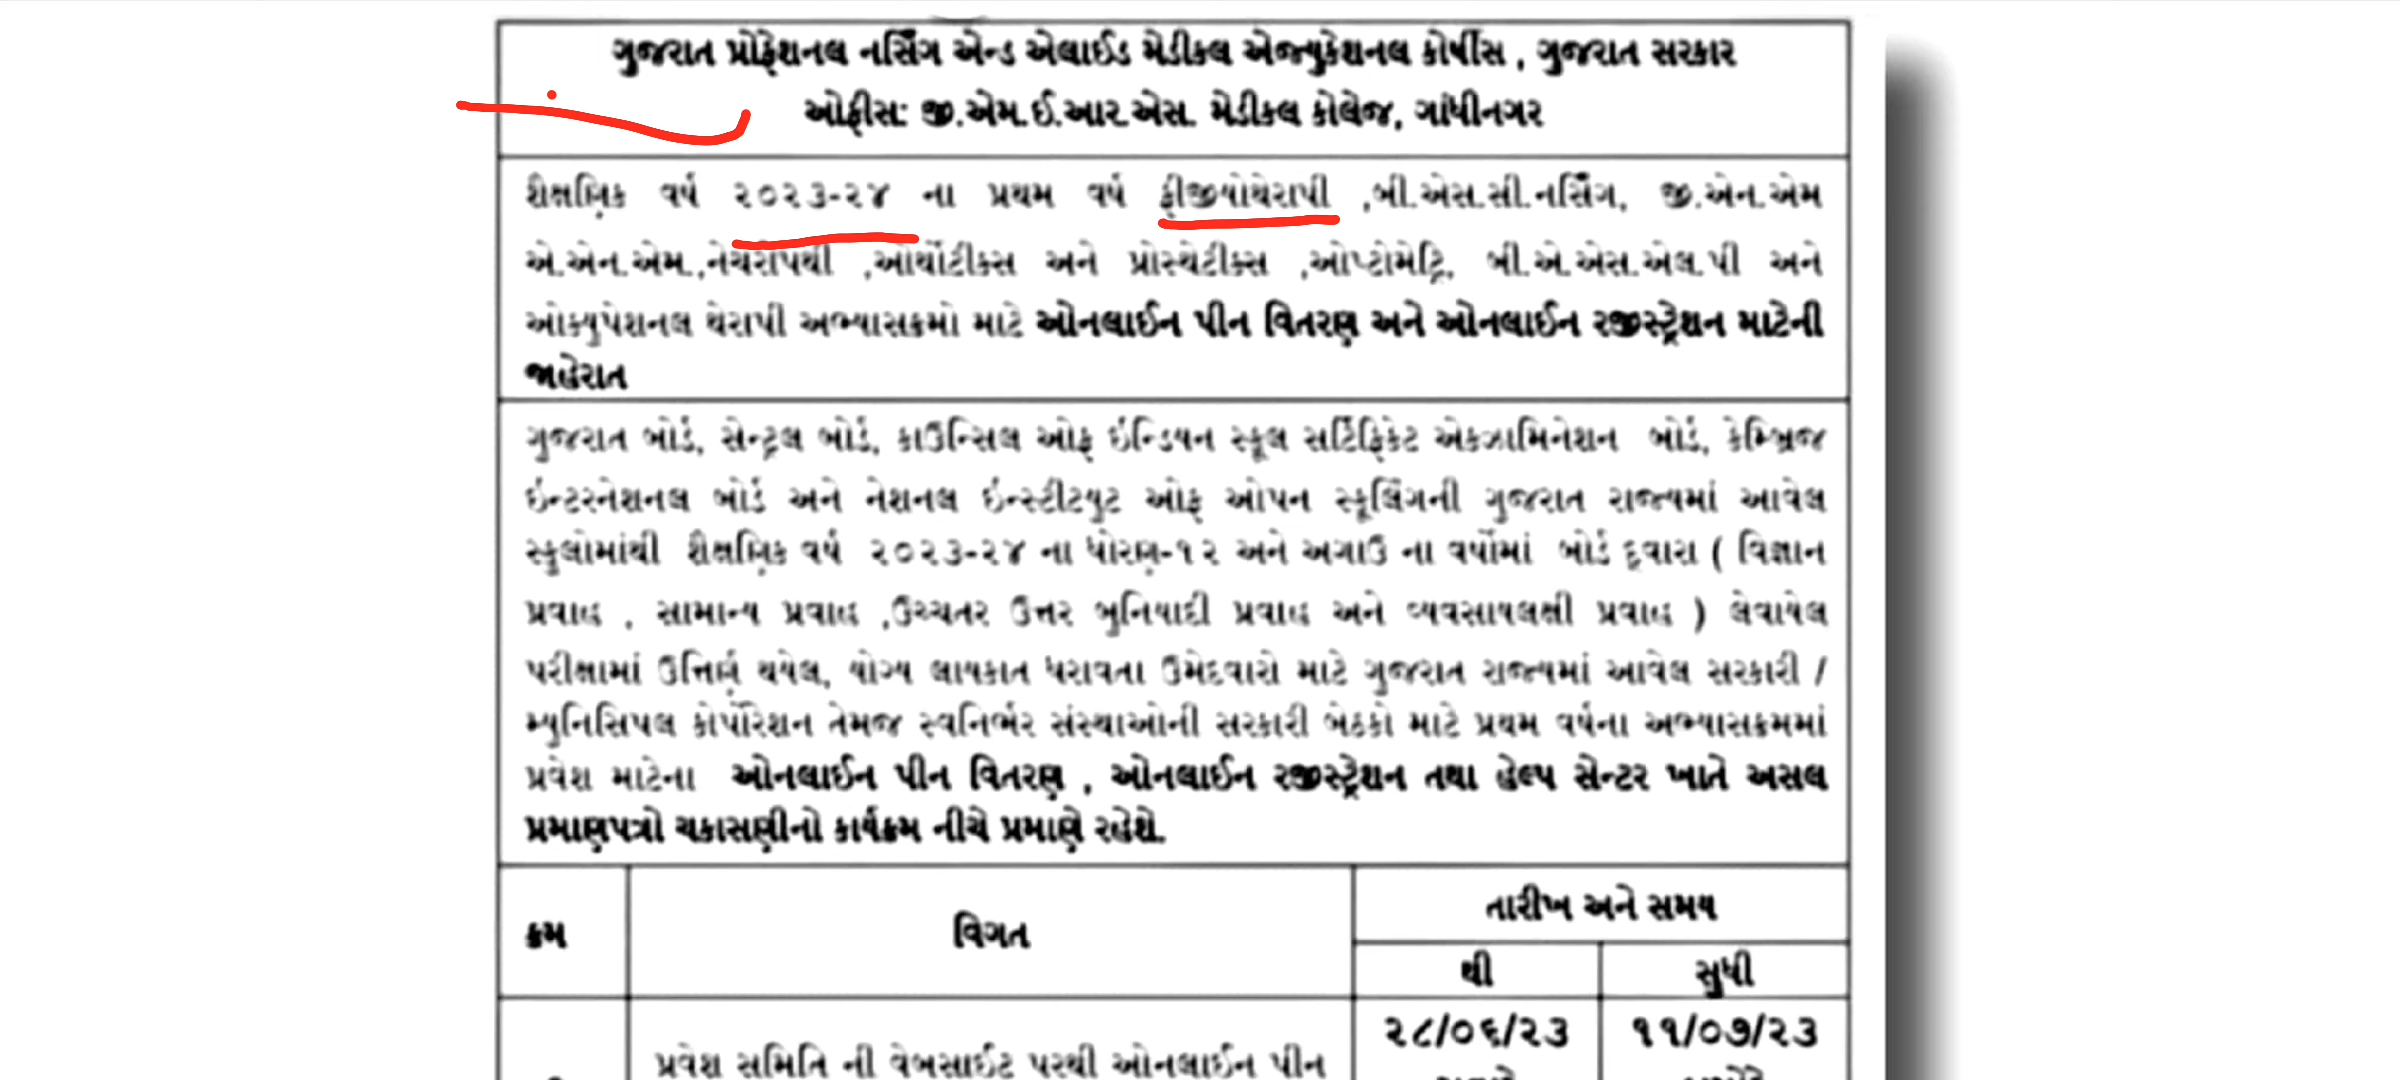 ગુજરાત પ્રોફેશનલ નર્સિંગ એન્ડ એલાઈડ મેડીકલ એજ્યુકેશનલ કોર્ષીસ , ગુજરાત સરકાર
ઓફીસ: જી.એમ.ઈ.આર.એસ. મેડીકલ કોલેજ, ગાંધીનગર
શૈક્ષણિક વર્ષ ૨૦૨૩-૨૪ ના પ્રથમ વર્ષ ફીજીયોથેરાપી ,બી.એસ.સી.નર્સિંગ, જી.એન.એમ
એ.એન.એમ.,નેચરોપથી ,ઓર્થોટીક્સ અને પ્રોસ્થેટીક્સ ,ઓપ્ટોમેટ્રિ, બી.એ.એસ.એલ.પી અને
ઓક્યુપેશનલ થેરાપી અભ્યાસક્રમો માટે ઓનલાઈન પીન વિતરણ અને ઓનલાઈન રજીસ્ટ્રેશન માટેની
જાહેરાત
ગુજરાત બોર્ડ, સેન્ટ્રલ બોર્ડ, કાઉન્સિલ ઓફ ઇન્ડિયન સ્કૂલ સર્ટિફિકેટ એકઝામિનેશન બોર્ડ, કેમ્બ્રિજ
ઇન્ટરનેશનલ બોર્ડ અને નેશનલ ઇન્સ્ટીટયુટ ઓફ ઓપન સ્કૂલિંગની ગુજરાત રાજ્યમાં આવેલ
સ્કુલોમાંથી શૈક્ષણિક વર્ષ ૨૦૨૩-૨૪ ના ધોરણ-૧૨ અને અગાઉ ના વર્ષોમાં બોર્ડ દ્વારા ( વિજ્ઞાન
પ્રવાહ , સામાન્ય પ્રવાહ ,ઉચ્ચતર ઉત્તર બુનિયાદી પ્રવાહ અને વ્યવસાયલક્ષી પ્રવાહ ) લેવાયેલ
પરીક્ષામાં ઉત્તિર્ણ થયેલ, યોગ્ય લાયકાત ધરાવતા ઉમેદવારો માટે ગુજરાત રાજ્યમાં આવેલ સરકારી /
મ્યુનિસિપલ કોર્પોરેશન તેમજ સ્વનિર્ભર સંસ્થાઓની સરકારી બેઠકો માટે પ્રથમ વર્ષના અભ્યાસક્રમમાં
પ્રવેશ માટેના ઓનલાઈન પીન વિતરણ , ઓનલાઈન રજીસ્ટ્રેશન તથા હેલ્પ સેન્ટર ખાતે અસલ
પ્રમાણપત્રો ચકાસણીનો કાર્યક્રમ નીચે પ્રમાણે રહેશે.
ક્રમ વિગત તારીખ અને સમય
થી સુધી
૨૮/૦૬/૨૩ ૧૧/૦૭/૨૩
પ્રવેશ સમિતિ ની વેબસાઈટ પરથી ઓનલાઈન પીન